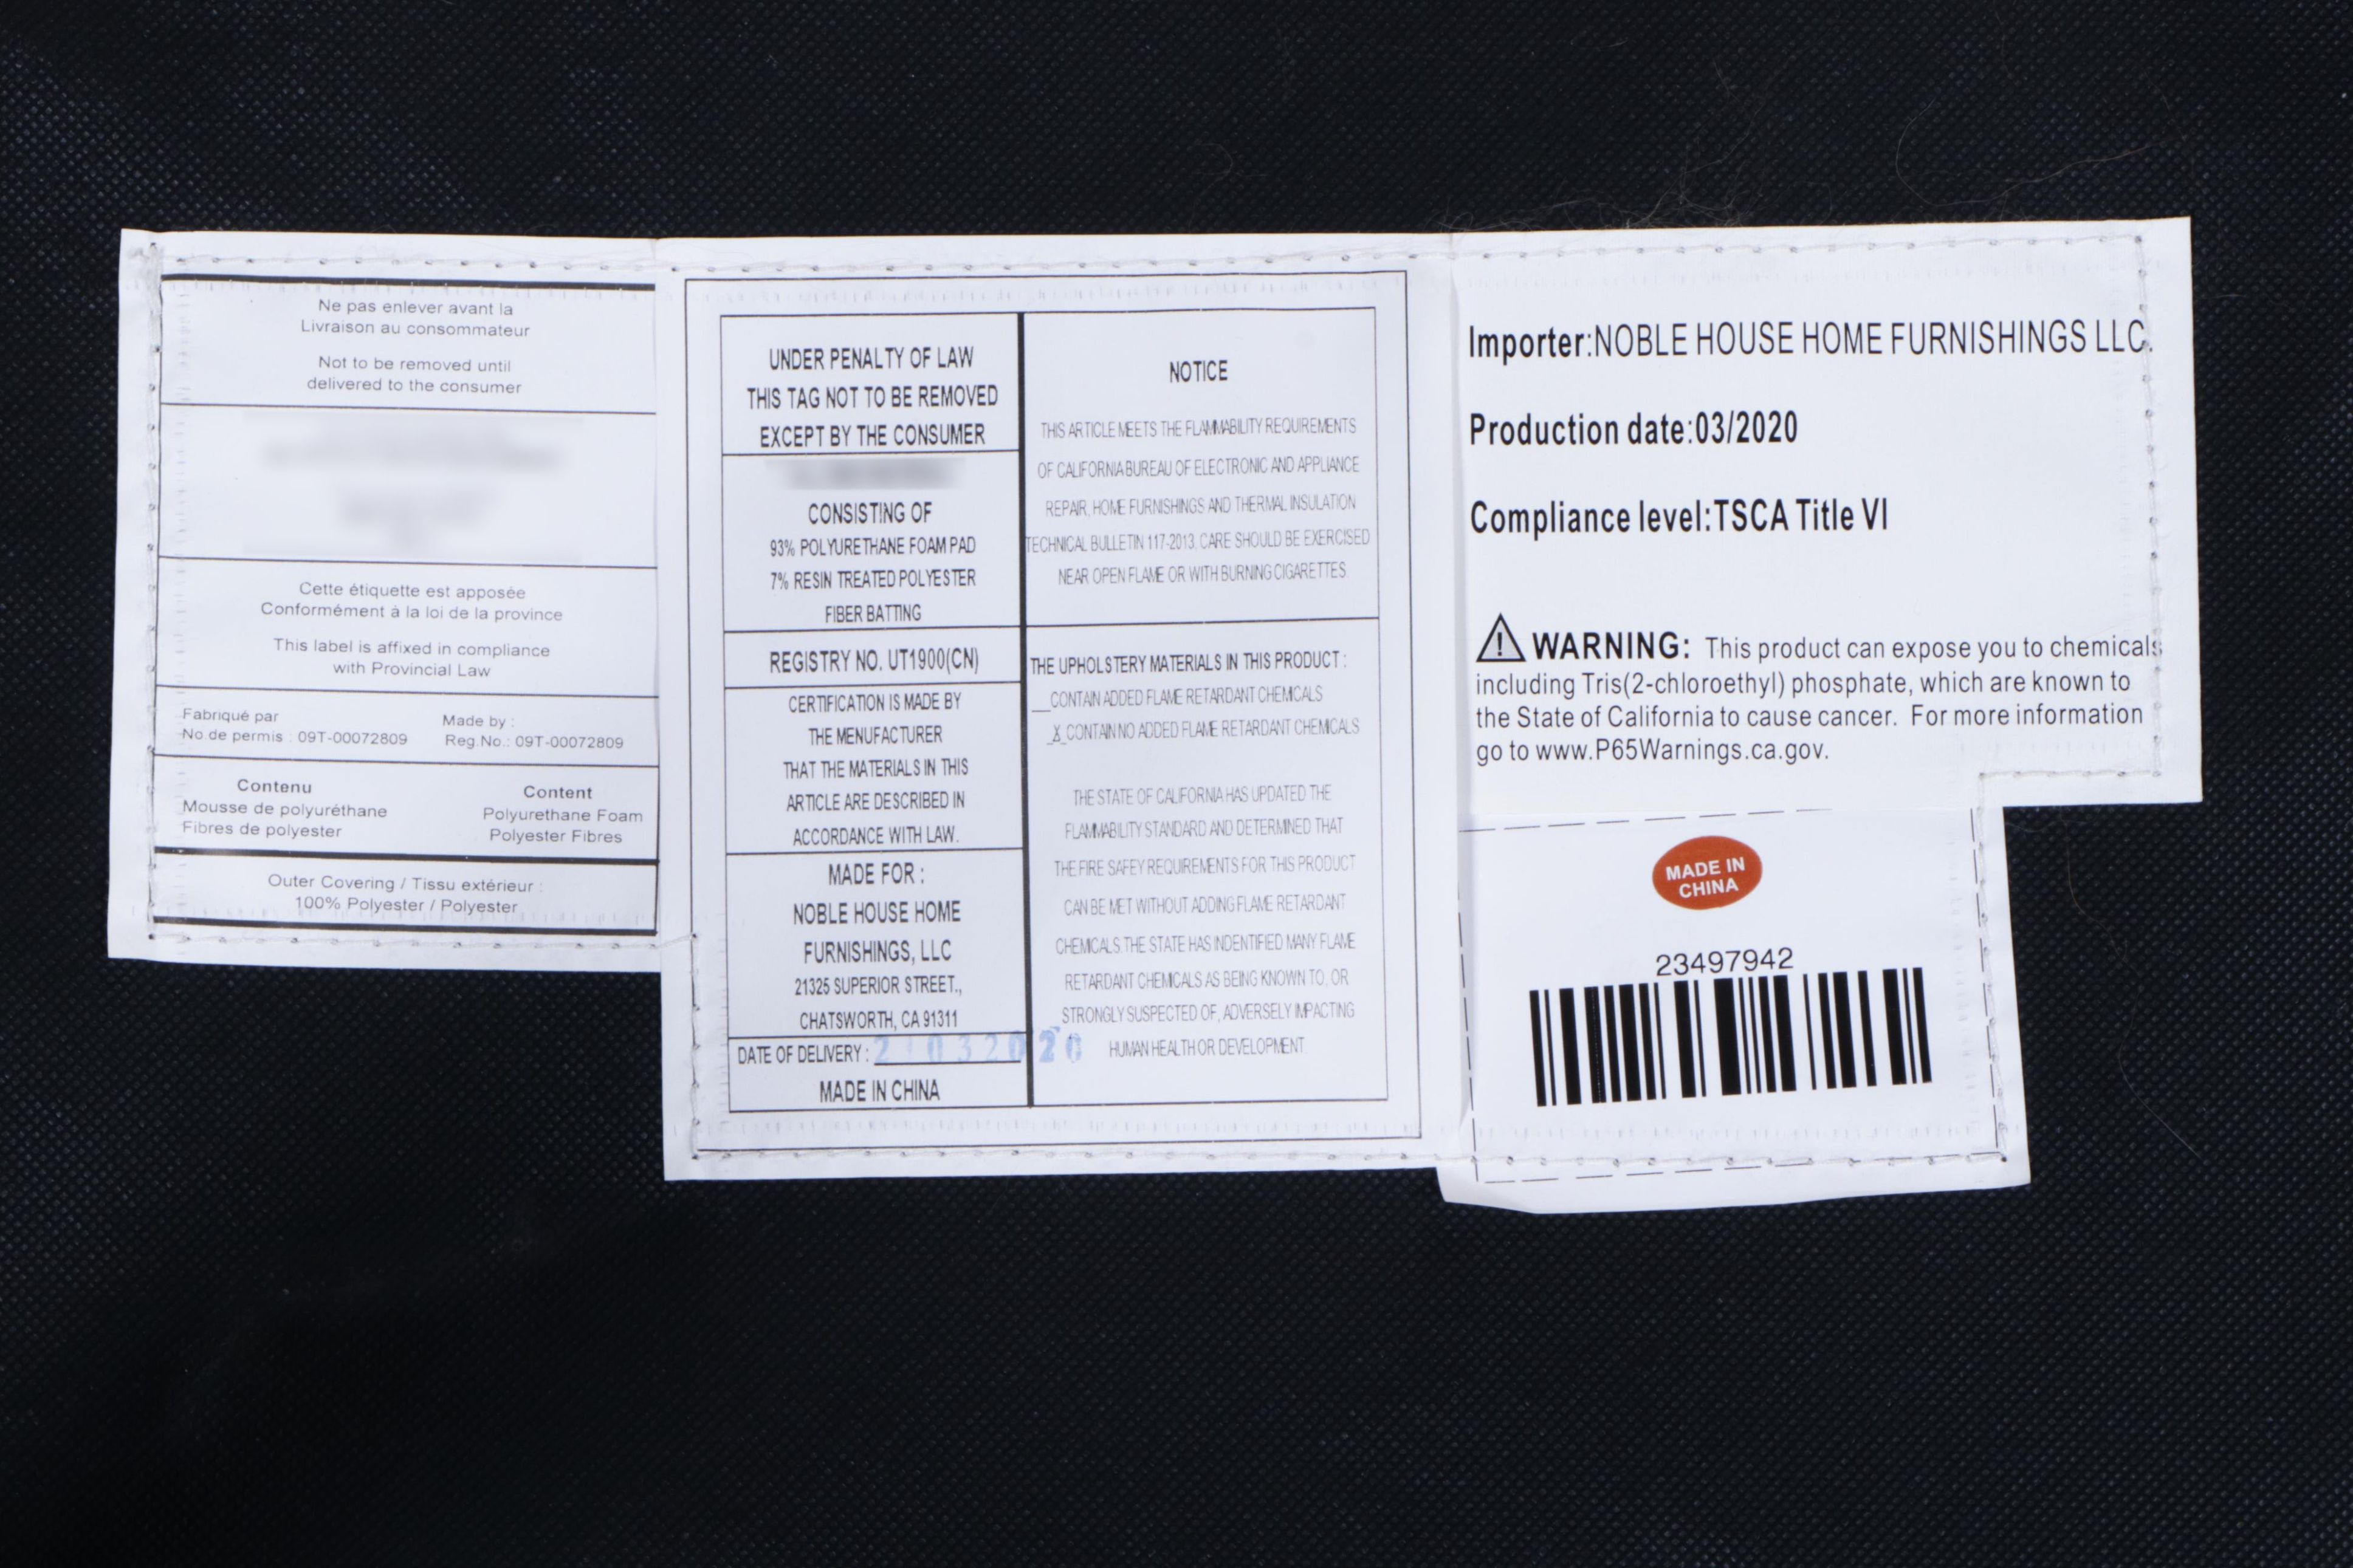 Ne pas enlever avant la
Livraison au consommateur
Not to be removed until
delivered to the consumer
Cette étiquette est apposée
Conformément à la loi de la province
This label is affixed in compliance
with Provincial Law
Fabriqué par
No.de permis : 09T-00072809
Made by :
Reg.No.: 09T-00072809
Contenu
Mousse de polyuréthane
Fibres de polyester
Content
Polyurethane Foam
Polyester Fibres
Outer Covering / Tissu extérieur :
100% Polyester / Polyester
UNDER PENALTY OF LAW
THIS TAG NOT TO BE REMOVED
EXCEPT BY THE CONSUMER
CONSISTING OF
93% POLYURETHANE FOAM PAD
7% RESIN TREATED POLYESTER
FIBER BATTING
REGISTRY NO. UT1900(CN)
CERTIFICATION IS MADE BY
THE MENUFACTURER
THAT THE MATERIALS IN THIS
ARTICLE ARE DESCRIBED IN
ACCORDANCE WITH LAW.
MADE FOR :
NOBLE HOUSE HOME
FURNISHINGS, LLC
21325 SUPERIOR STREET.,
CHATSWORTH, CA 91311
DATE OF DELIVERY :
MADE IN CHINA
NOTICE
THIS ARTICLE MEETS THE FLAMMABILITY REQUIREMENTS
OF CALIFORNIA BUREAU OF ELECTRONIC AND APPLIANCE
REPAIR, HOME FURNISHINGS AND THERMAL INSULATION
TECHNICAL BULLETIN 117-2013. CARE SHOULD BE EXERCISED
NEAR OPEN FLAME OR WITH BURNING CIGARETTES.
THE UPHOLSTERY MATERIALS IN THIS PRODUCT :
__CONTAIN ADDED FLAME RETARDANT CHEMICALS
_X_CONTAIN NO ADDED FLAME RETARDANT CHEMICALS
THE STATE OF CALIFORNIA HAS UPDATED THE
FLAMMABILITY STANDARD AND DETERMINED THAT
THE FIRE SAFEY REQUIREMENTS FOR THIS PRODUCT
CAN BE MET WITHOUT ADDING FLAME RETARDANT
CHEMICALS.THE STATE HAS INDENTIFIED MANY FLAME
RETARDANT CHEMICALS AS BEING KNOWN TO, OR
STRONGLY SUSPECTED OF, ADVERSELY IMPACTING
HUMAN HEALTH OR DEVELOPMENT.
Importer:NOBLE HOUSE HOME FURNISHINGS LLC.
Production date:03/2020
Compliance level:TSCA Title VI
WARNING: This product can expose you to chemicals
including Tris(2-chloroethyl) phosphate, which are known to
the State of California to cause cancer. For more information
go to www.P65Warnings.ca.gov.
MADE IN
CHINA
23497942